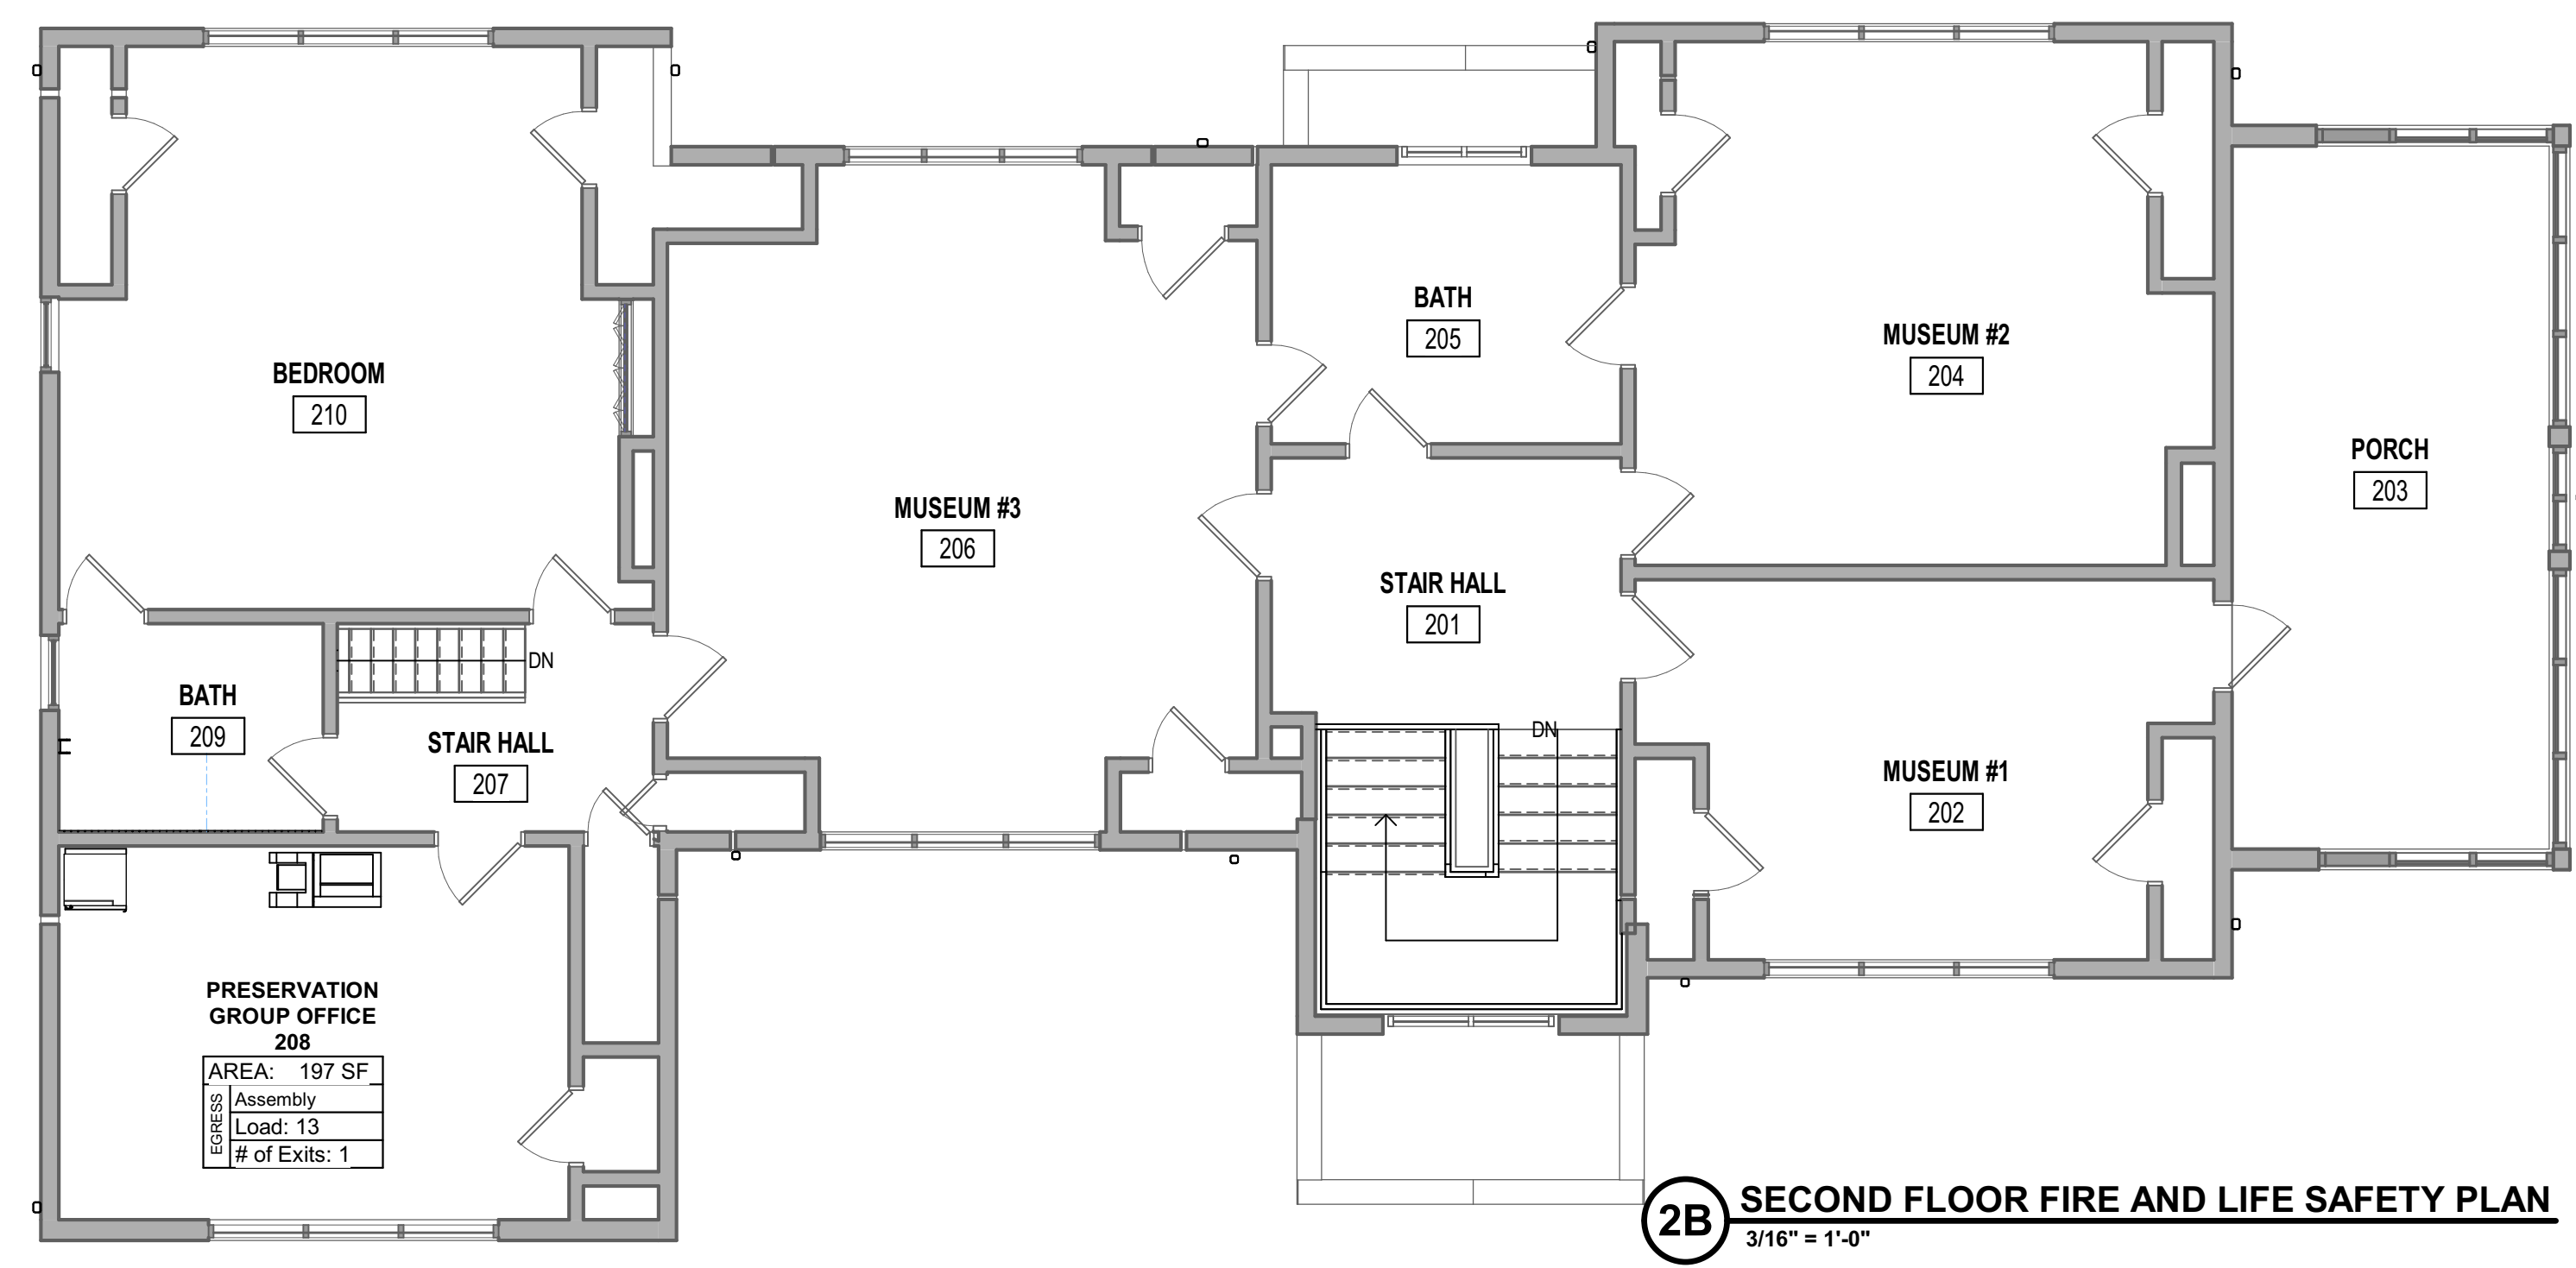 BEDROOM
210
MUSEUM #3
206
BATH
205
MUSEUM #2
204
PORCH
203
STAIR HALL
201
DN
BATH
209
STAIR HALL
207
DN
MUSEUM #1
202
PRESERVATION
GROUP OFFICE
208
AREA: 197 SF
EGRESS
Assembly
Load: 13
# of Exits: 1
2B
SECOND FLOOR FIRE AND LIFE SAFETY PLAN
3/16" = 1'-0"